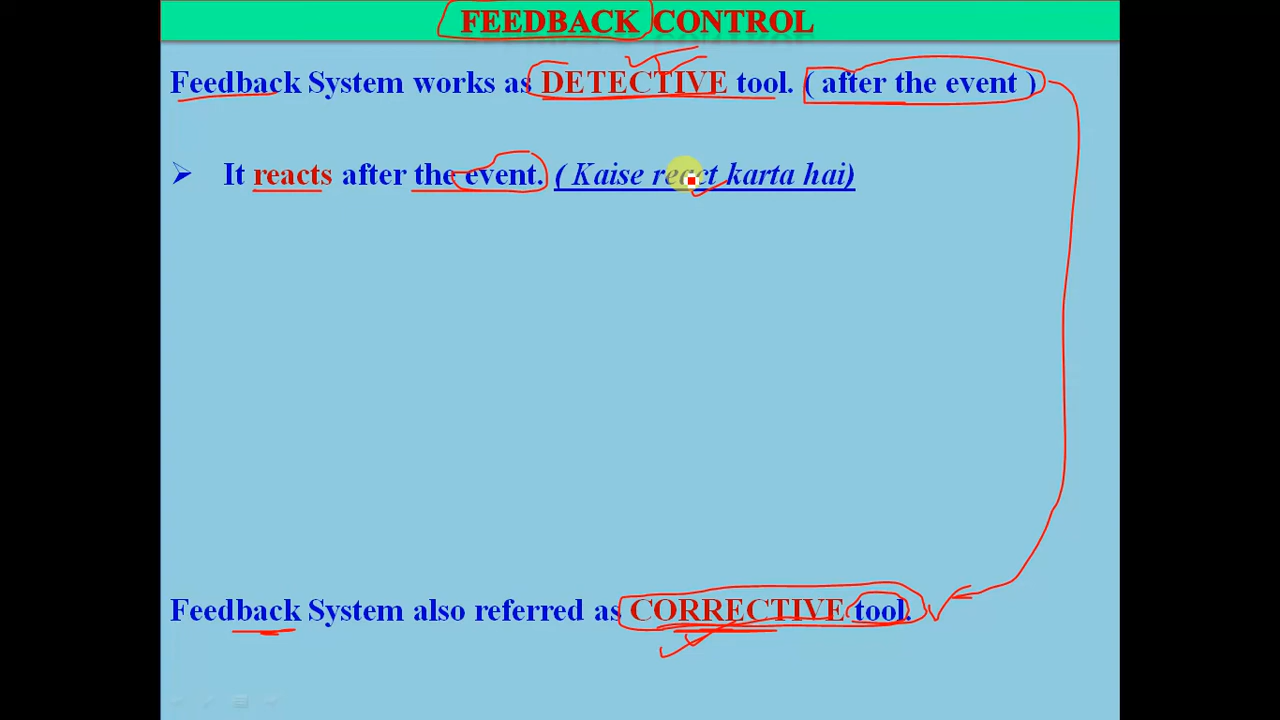 FEEDBACK CONTROL
Feedback System works as DETECTIVE tool. ( after the event )
It reacts after the event. ( Kaise react karta hai)
Feedback System also referred as CORRECTIVE tool.